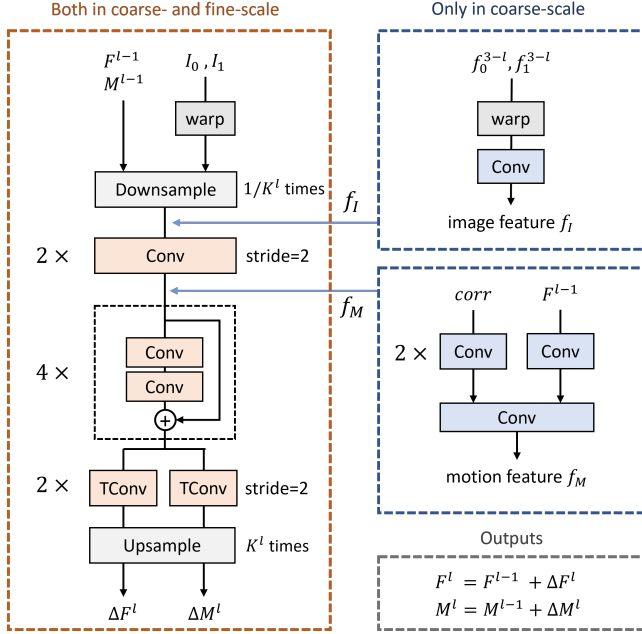 Both in coarse- and fine-scale
F^{l-1}
M^{l-1}
I_0 , I_1
warp
Downsample
1/K^l times
f_I
2 ×
Conv
stride=2
f_M
4 ×
Conv
Conv
+
2 ×
TConv
TConv
stride=2
Upsample
K^l times
ΔF^l
ΔM^l
Only in coarse-scale
f_0^{3-l}, f_1^{3-l}
warp
Conv
image feature f_I
corr
F^{l-1}
2 ×
Conv
Conv
Conv
motion feature f_M
Outputs
F^l = F^{l-1} + ΔF^l
M^l = M^{l-1} + ΔM^l